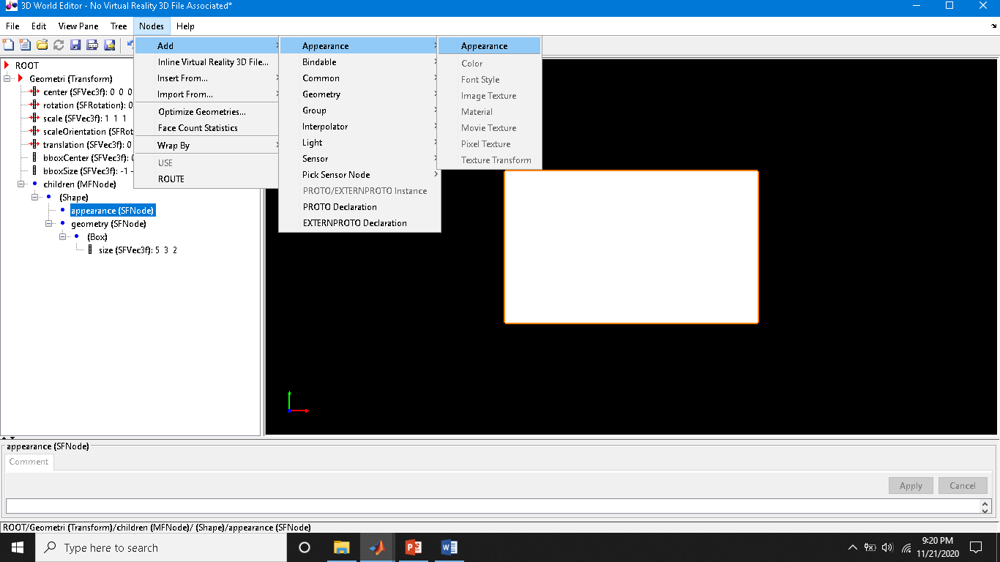 3D World Editor - No Virtual Reality 3D File Associated*
File Edit View Pane Tree Nodes Help
Add
Inline Virtual Reality 3D File...
Insert From...
Import From...
Optimize Geometries...
Face Count Statistics
Wrap By
USE
ROUTE
Appearance
Bindable
Common
Geometry
Group
Interpolator
Light
Sensor
Pick Sensor Node
PROTO/EXTERNPROTO Instance
PROTO Declaration
EXTERNPROTO Declaration
Appearance
Color
Font Style
Image Texture
Material
Movie Texture
Pixel Texture
Texture Transform
ROOT
Geometri (Transform)
center (SFVec3f): 0 0 0
rotation (SFRotation): 0
scale (SFVec3f): 1 1 1
scaleOrientation (SFRot
translation (SFVec3f): 0
bboxCenter (SFVec3f):
bboxSize (SFVec3f): -1 -
children (MFNode)
(Shape)
appearance (SFNode)
geometry (SFNode)
(Box)
size (SFVec3f): 5 3 2
appearance (SFNode)
Comment
Apply Cancel
ROOT/Geometri (Transform)/children (MFNode)/ (Shape)/appearance (SFNode)
Type here to search
9:20 PM
11/21/2020